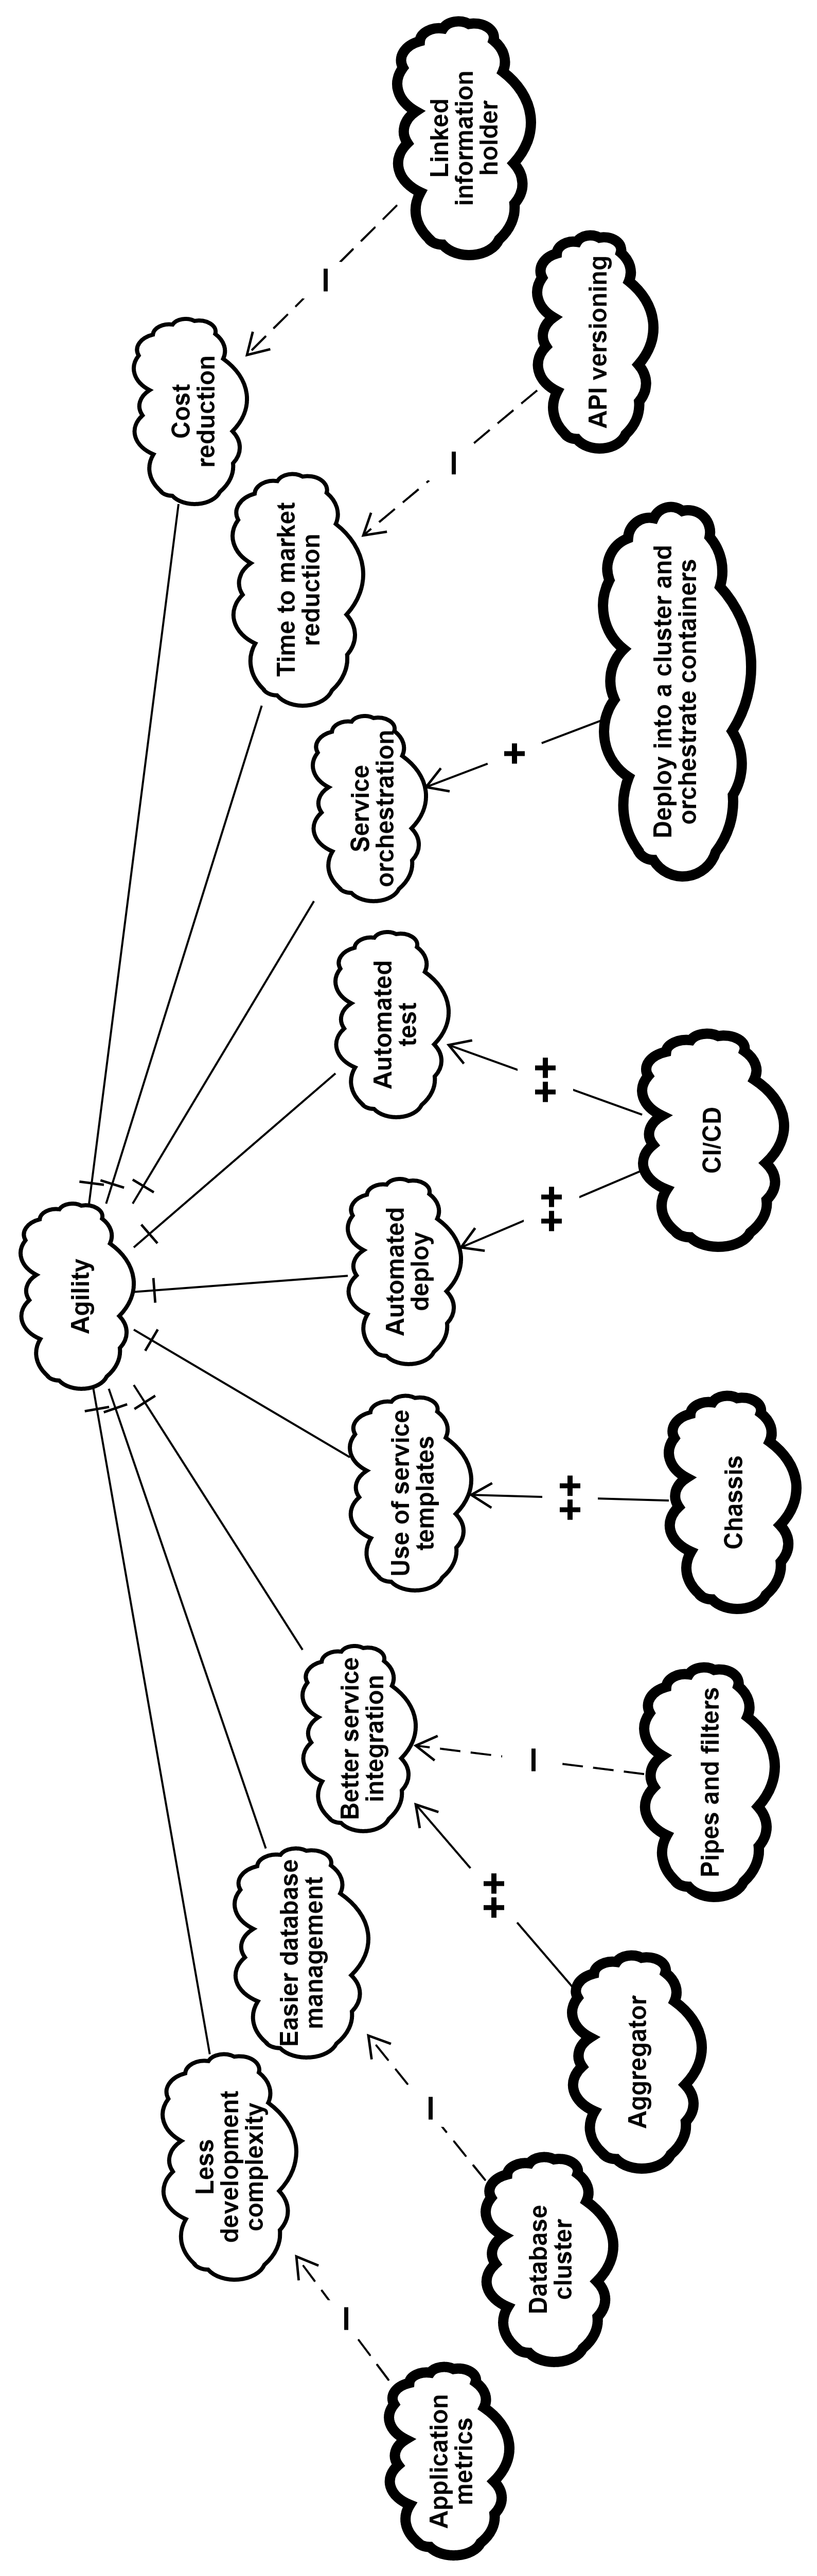 Agility
Less
development
complexity
Easier database
management
Better service
integration
Use of service
templates
Automated
deploy
Automated
test
Service
orchestration
Time to market
reduction
Cost
reduction
–
–
++
–
++
++
++
+
–
–
Application
metrics
Database
cluster
Aggregator
Pipes and filters
Chassis
CI/CD
Deploy into a cluster and
orchestrate containers
API versioning
Linked
information
holder